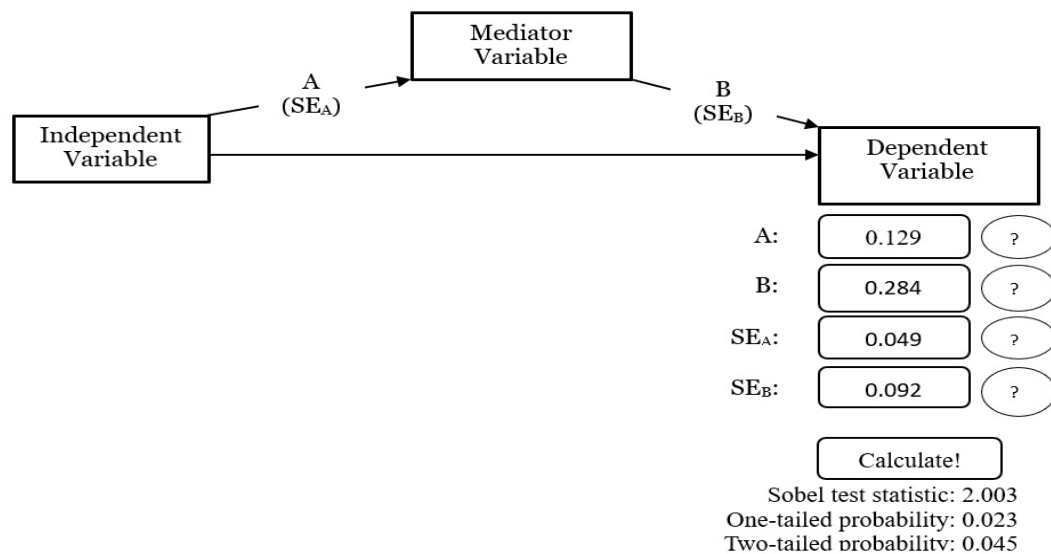 Mediator
Variable
A
(SEA)
B
(SEB)
Independent
Variable
Dependent
Variable
A: 0.129 ?
B: 0.284 ?
SEA: 0.049 ?
SEB: 0.092 ?
Calculate!
Sobel test statistic: 2.003
One-tailed probability: 0.023
Two-tailed probability: 0.045